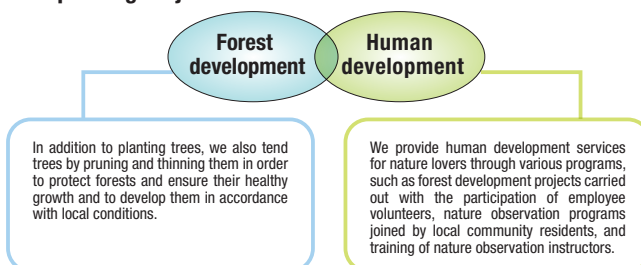 Forest
development
Human
development
In addition to planting trees, we also tend
trees by pruning and thinning them in order
to protect forests and ensure their healthy
growth and to develop them in accordance
with local conditions.
We provide human development services
for nature lovers through various programs,
such as forest development projects carried
out with the participation of employee
volunteers, nature observation programs
joined by local community residents, and
training of nature observation instructors.